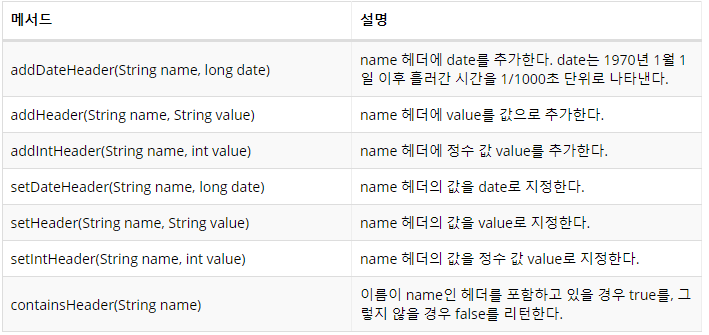 메서드 설명
addDateHeader(String name, long date) name 헤더에 date를 추가한다. date는 1970년 1월 1
일 이후 흘러간 시간을 1/1000초 단위로 나타낸다.
addHeader(String name, String value) name 헤더에 value를 값으로 추가한다.
addIntHeader(String name, int value) name 헤더에 정수 값 value를 추가한다.
setDateHeader(String name, long date) name 헤더의 값을 date로 지정한다.
setHeader(String name, String value) name 헤더의 값을 value로 지정한다.
setIntHeader(String name, int value) name 헤더의 값을 정수 값 value로 지정한다.
containsHeader(String name) 이름이 name인 헤더를 포함하고 있을 경우 true를, 그
렇지 않을 경우 false를 리턴한다.